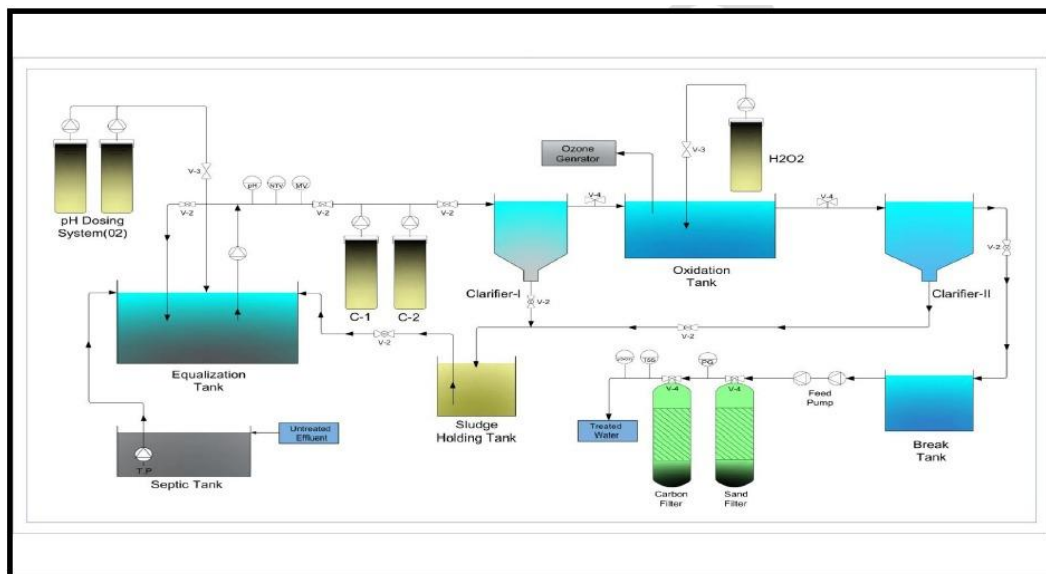 Ozone
Genrator
H2O2
V-3
V-3
V-4
V-4
pH Dosing
System(02)
pH
NTU
MV
V-2
V-2
V-2
V-2
Oxidation
Tank
Clarifier-I
Clarifier-II
V-2
C-1
C-2
V-2
V-2
Equalization
Tank
Sludge
Holding Tank
TSS
PG
V-4
V-4
Feed
Pump
Treated
Water
Break
Tank
Untreated
Effluent
T.P
Septic Tank
Carbon
Filter
Sand
Filter